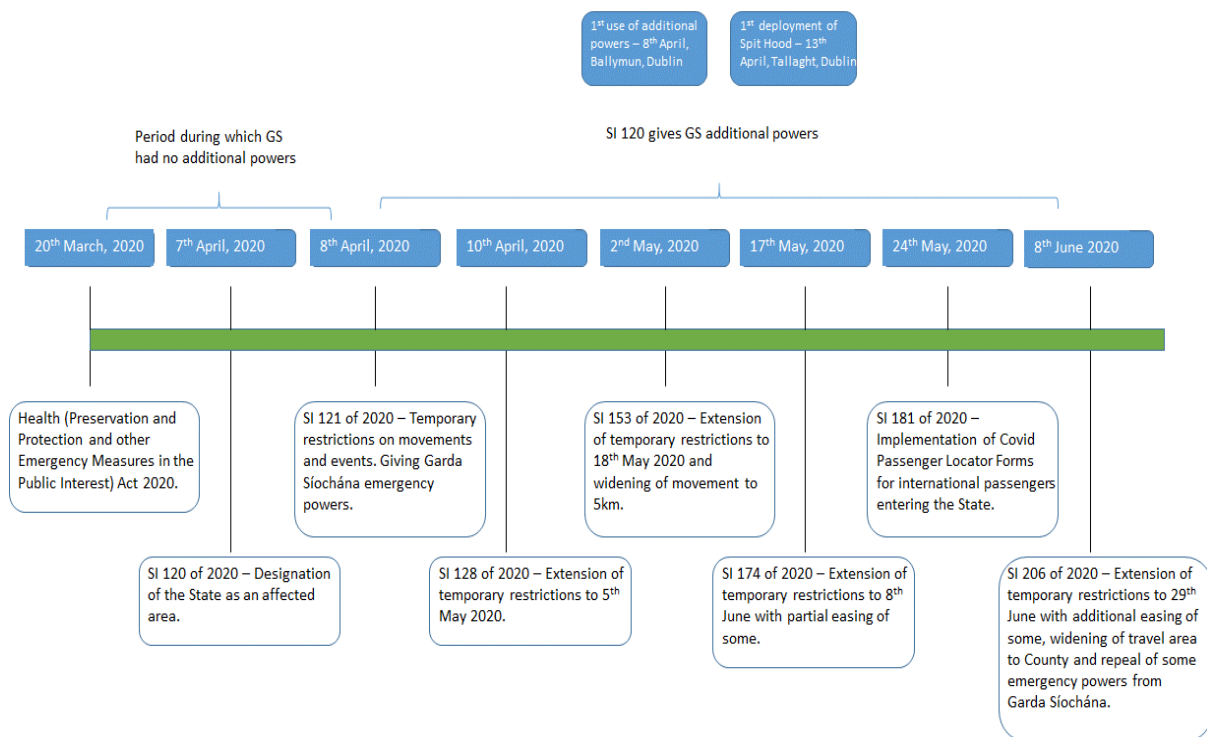 1st use of additional
powers – 8th April,
Ballymun, Dublin
1st deployment of
Spit Hood – 13th
April, Tallaght, Dublin
Period during which GS
had no additional powers
SI 120 gives GS additional powers
20th March, 2020
7th April, 2020
8th April, 2020
10th April, 2020
2nd May, 2020
17th May, 2020
24th May, 2020
8th June 2020
Health (Preservation and
Protection and other
Emergency Measures in the
Public Interest) Act 2020.
SI 121 of 2020 – Temporary
restrictions on movements
and events. Giving Garda
Síochána emergency
powers.
SI 153 of 2020 – Extension
of temporary restrictions to
18th May 2020 and
widening of movement to
5km.
SI 181 of 2020 –
Implementation of Covid
Passenger Locator Forms
for international passengers
entering the State.
SI 120 of 2020 – Designation
of the State as an affected
area.
SI 128 of 2020 – Extension of
temporary restrictions to 5th
May 2020.
SI 174 of 2020 – Extension of
temporary restrictions to 8th
June with partial easing of
some.
SI 206 of 2020 – Extension of
temporary restrictions to 29th
June with additional easing of
some, widening of travel area
to County and repeal of some
emergency powers from
Garda Síochána.